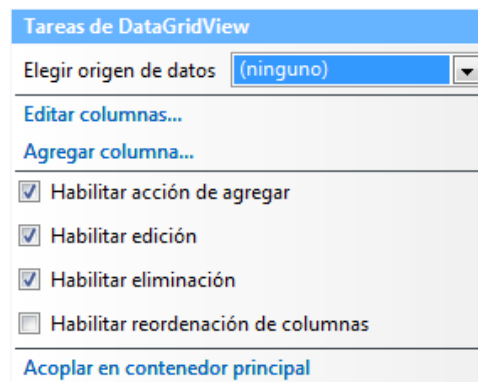 Tareas de DataGridView
Elegir origen de datos (ninguno)
Editar columnas...
Agregar columna...
Habilitar acción de agregar
Habilitar edición
Habilitar eliminación
Habilitar reordenación de columnas
Acoplar en contenedor principal